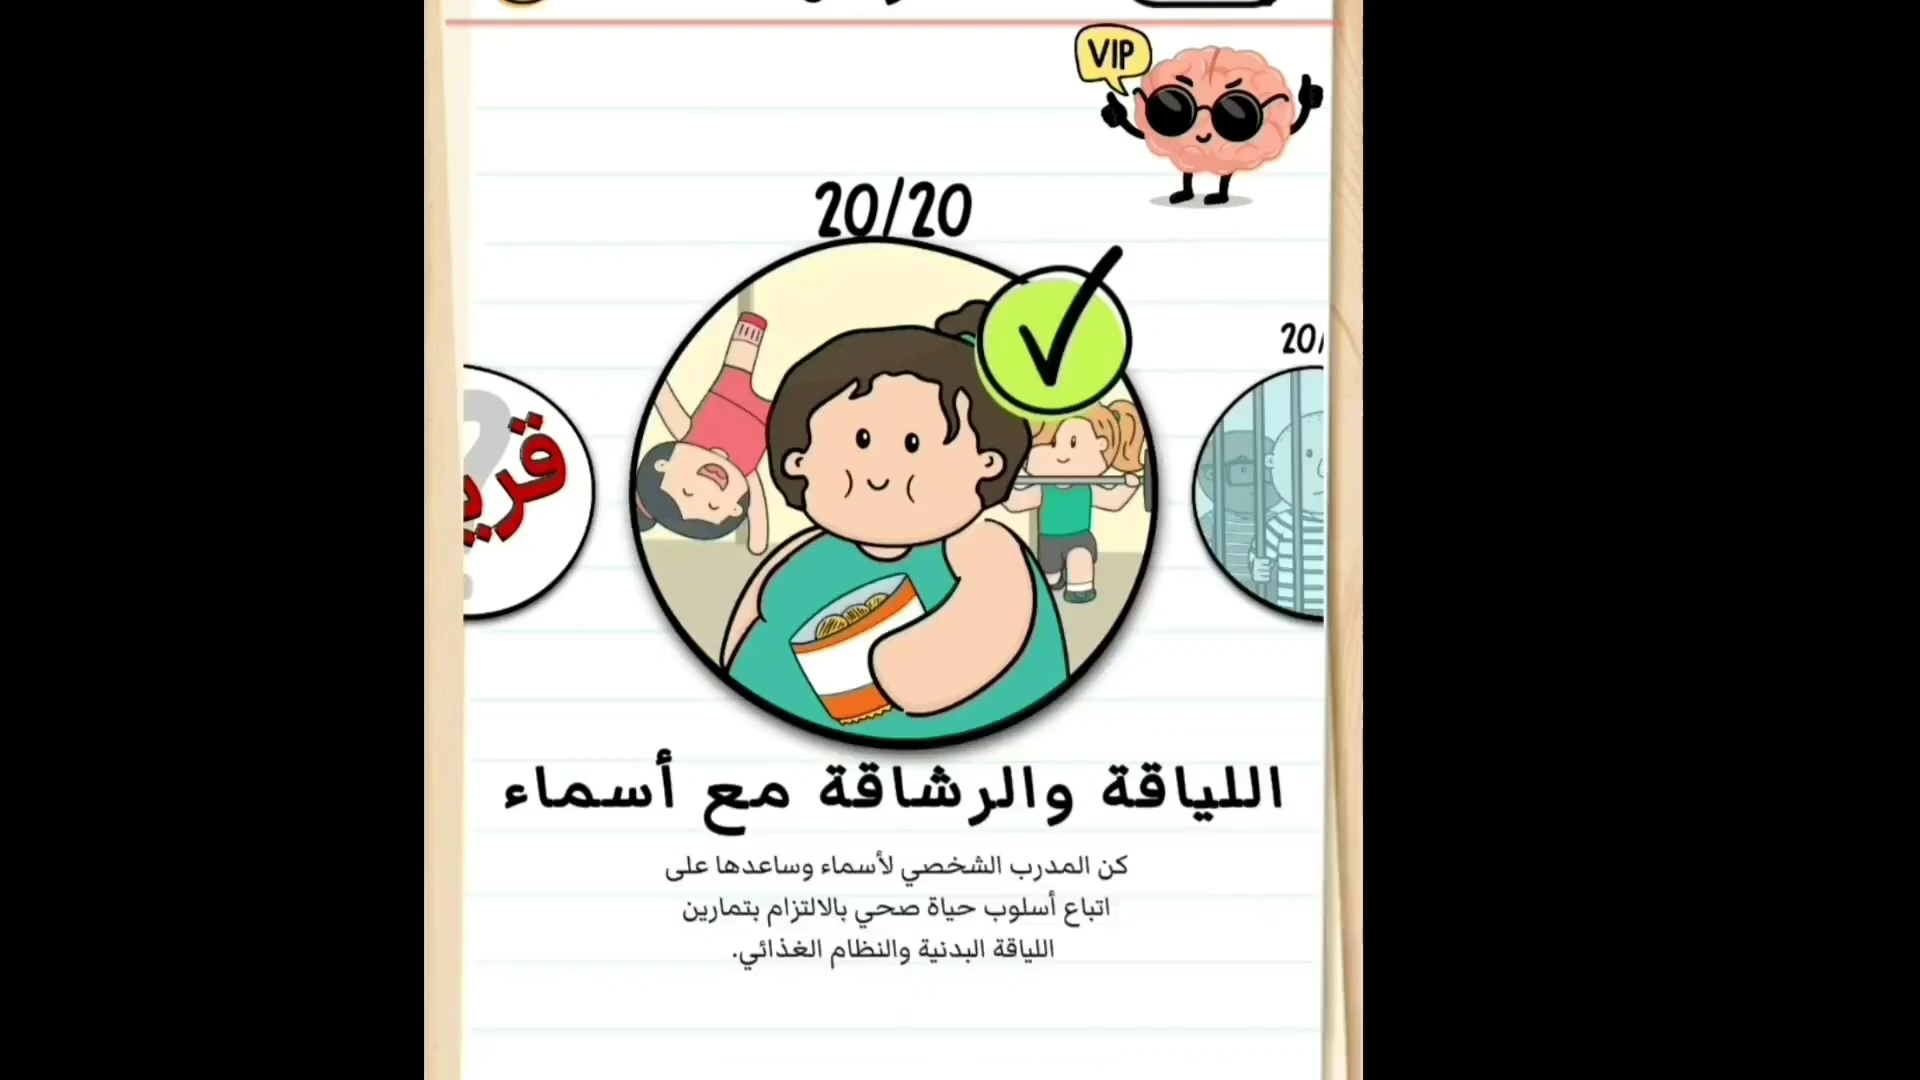 VIP
20/20
20/
اللياقة والرشاقة مع أسماء
كن المدرب الشخصي لأسماء وساعدها على
اتباع أسلوب حياة صحي بالالتزام بتمارين
اللياقة البدنية والنظام الغذائي.